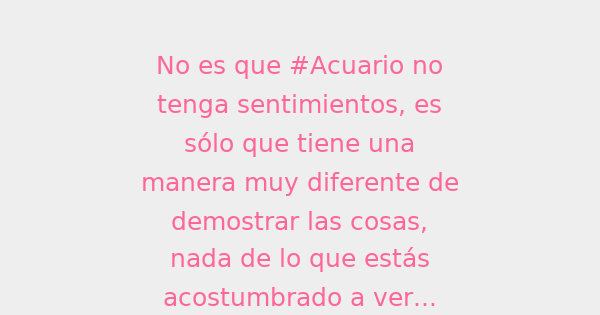 No es que #Acuario no
tenga sentimientos, es
sólo que tiene una
manera muy diferente de
demostrar las cosas,
nada de lo que estás
acostumbrado a ver...